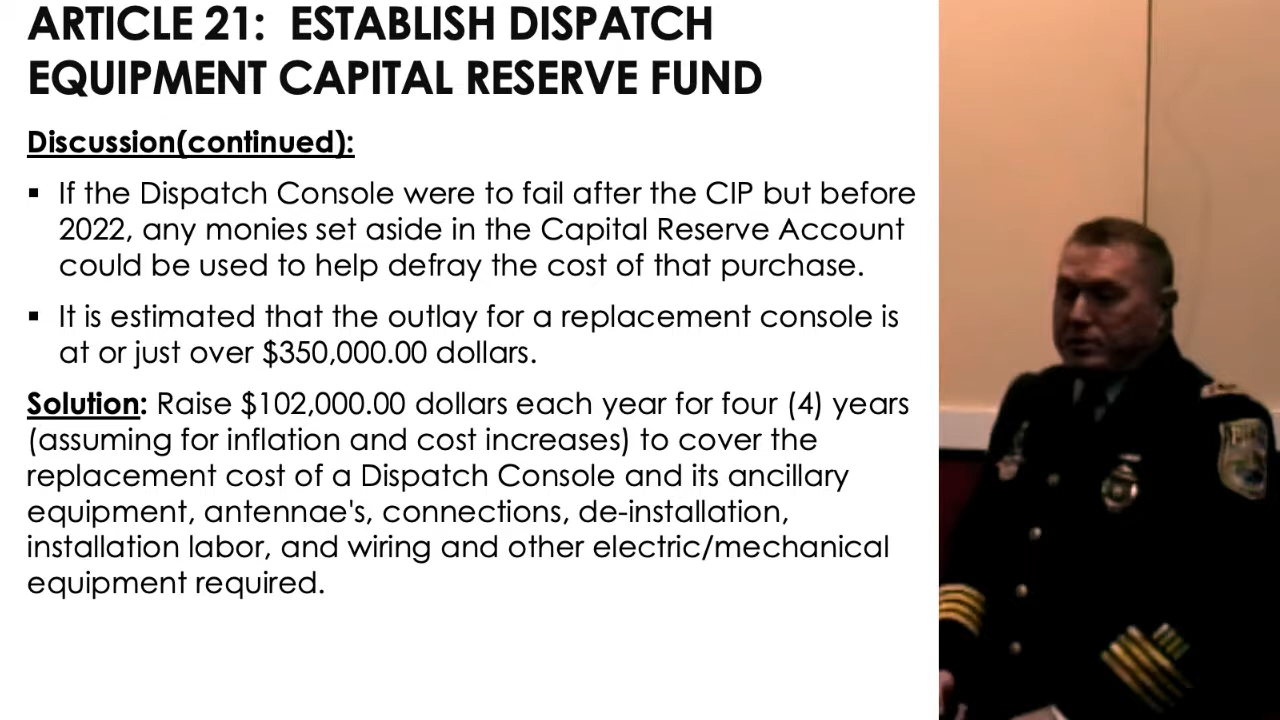 ARTICLE 21: ESTABLISH DISPATCH
EQUIPMENT CAPITAL RESERVE FUND
Discussion(continued):
▪ If the Dispatch Console were to fail after the CIP but before
2022, any monies set aside in the Capital Reserve Account
could be used to help defray the cost of that purchase.
▪ It is estimated that the outlay for a replacement console is
at or just over $350,000.00 dollars.
Solution: Raise $102,000.00 dollars each year for four (4) years
(assuming for inflation and cost increases) to cover the
replacement cost of a Dispatch Console and its ancillary
equipment, antennae's, connections, de-installation,
installation labor, and wiring and other electric/mechanical
equipment required.